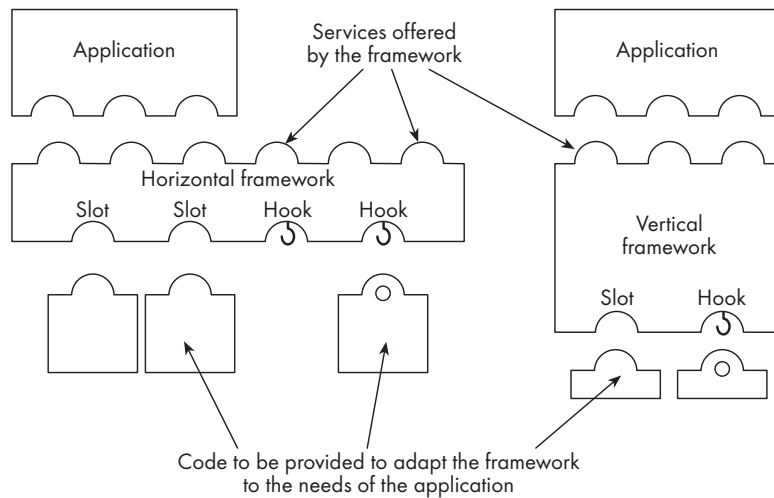 Application
Services offered
by the framework
Application
Horizontal framework
Slot
Slot
Hook
Hook
Vertical
framework
Slot
Hook
Code to be provided to adapt the framework
to the needs of the application